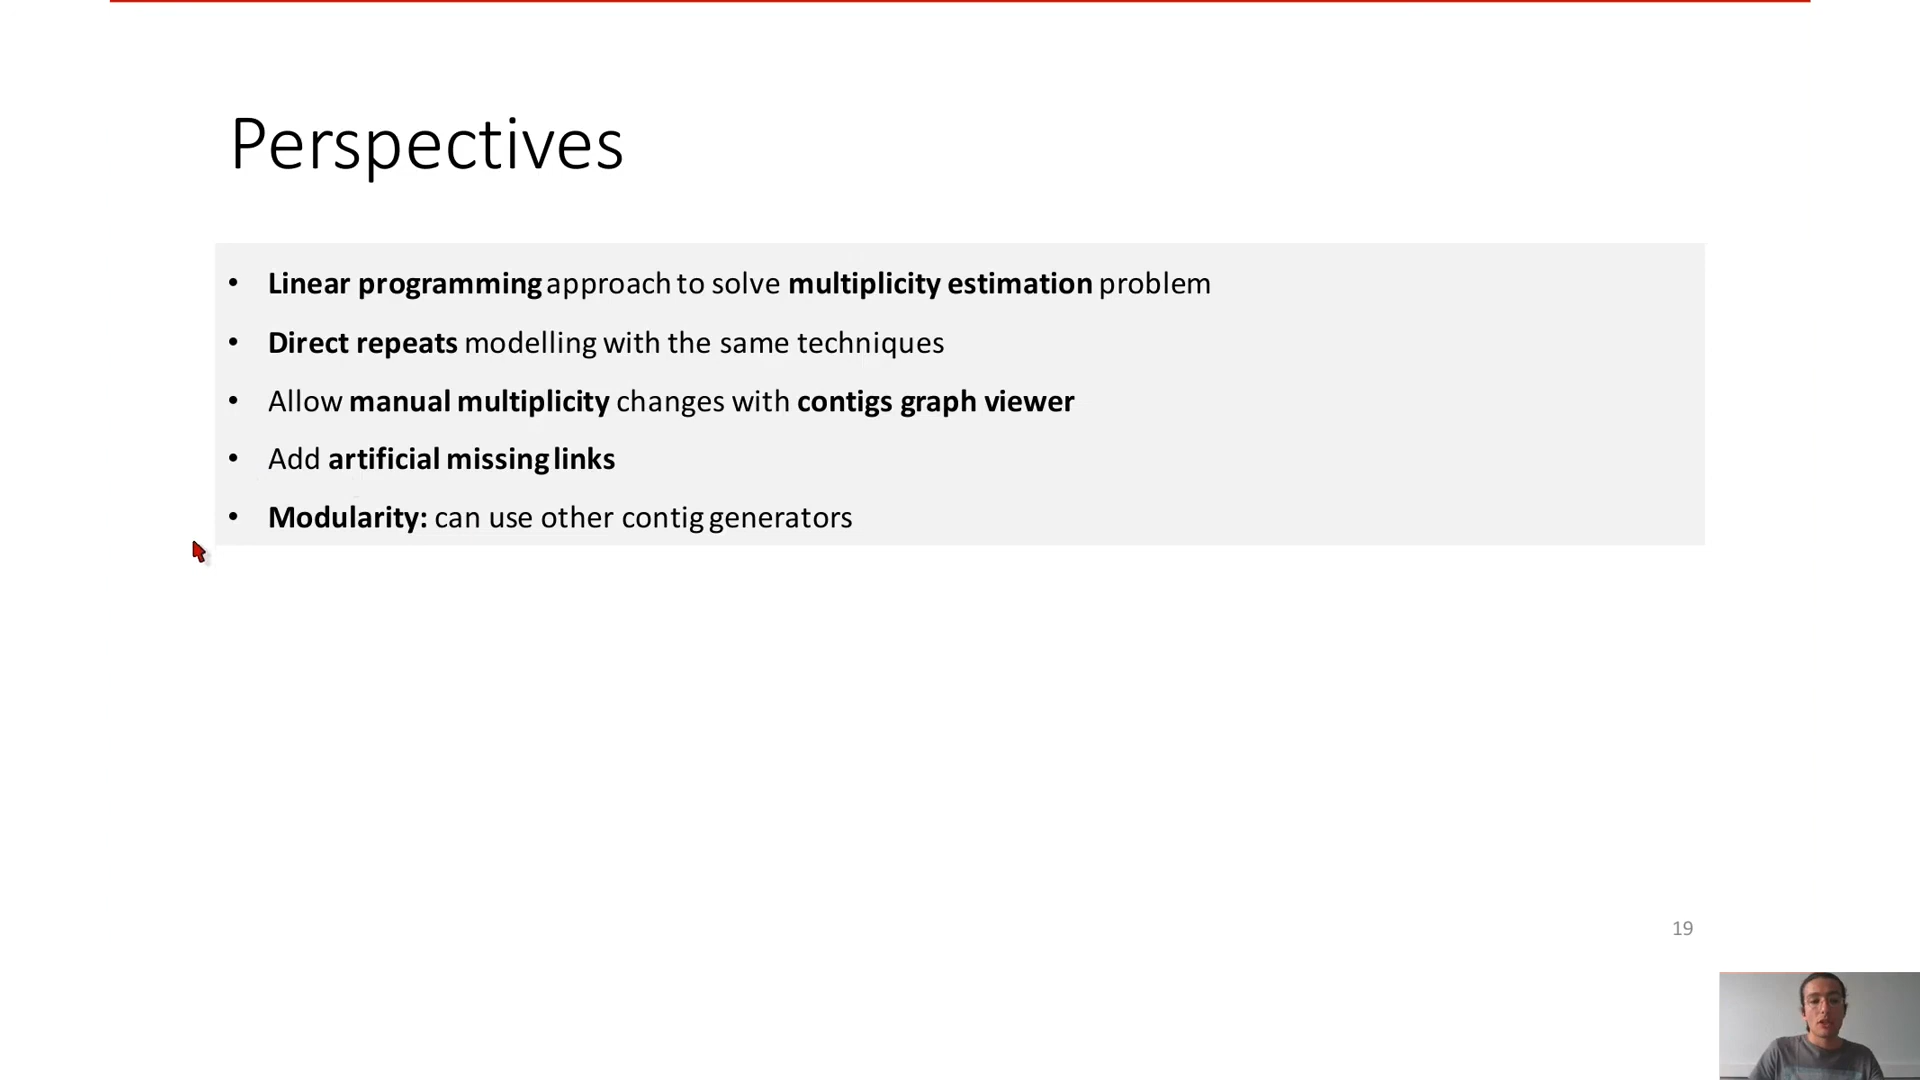 Perspectives
• Linear programming approach to solve multiplicity estimation problem
• Direct repeats modelling with the same techniques
• Allow manual multiplicity changes with contigs graph viewer
• Add artificial missing links
• Modularity: can use other contig generators
19